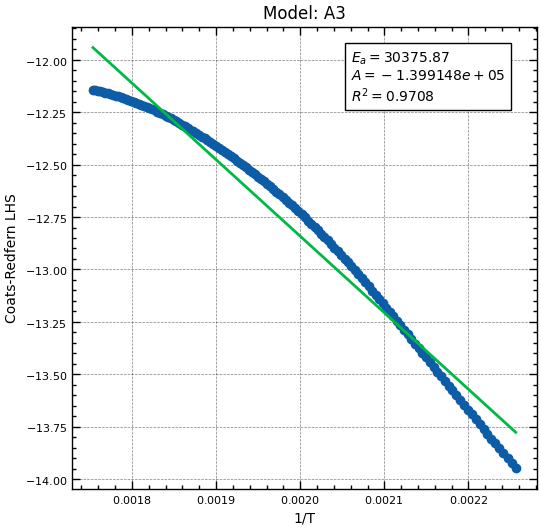 Model: A3
E_a = 30375.87
A = −1.399148e + 05
R^2 = 0.9708
Coats-Redfern LHS
−12.00
−12.25
−12.50
−12.75
−13.00
−13.25
−13.50
−13.75
−14.00
0.0018 0.0019 0.0020 0.0021 0.0022
1/T